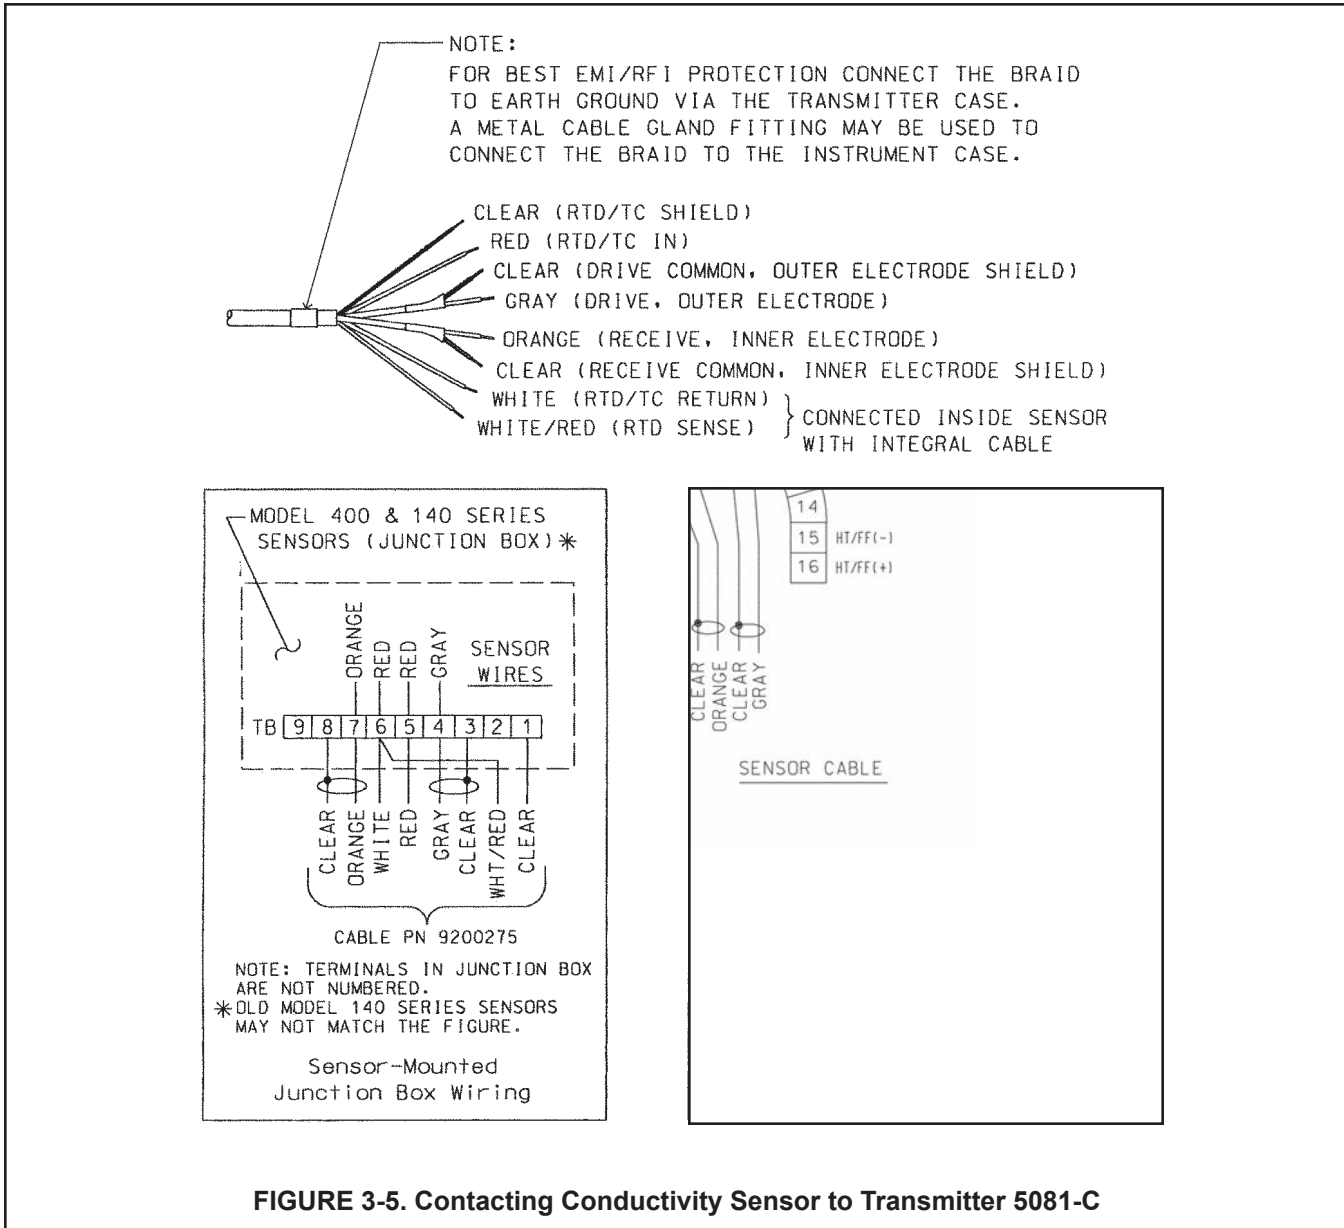 NOTE:
FOR BEST EMI/RFI PROTECTION CONNECT THE BRAID
TO EARTH GROUND VIA THE TRANSMITTER CASE.
A METAL CABLE GLAND FITTING MAY BE USED TO
CONNECT THE BRAID TO THE INSTRUMENT CASE.
CLEAR (RTD/TC SHIELD)
RED (RTD/TC IN)
CLEAR (DRIVE COMMON, OUTER ELECTRODE SHIELD)
GRAY (DRIVE, OUTER ELECTRODE)
ORANGE (RECEIVE, INNER ELECTRODE)
CLEAR (RECEIVE COMMON, INNER ELECTRODE SHIELD)
WHITE (RTD/TC RETURN)
WHITE/RED (RTD SENSE)
CONNECTED INSIDE SENSOR
WITH INTEGRAL CABLE
MODEL 400 & 140 SERIES
SENSORS (JUNCTION BOX)*
ORANGE
RED
RED
GRAY
SENSOR
WIRES
TB 9 8 7 6 5 4 3 2 1
CLEAR
ORANGE
WHITE
RED
GRAY
CLEAR
WHT/RED
CLEAR
CABLE PN 9200275
NOTE: TERMINALS IN JUNCTION BOX
ARE NOT NUMBERED.
*OLD MODEL 140 SERIES SENSORS
MAY NOT MATCH THE FIGURE.
Sensor-Mounted
Junction Box Wiring
14
15 HT/FF(-)
16 HT/FF(+)
CLEAR
ORANGE
CLEAR
GRAY
SENSOR CABLE
FIGURE 3-5. Contacting Conductivity Sensor to Transmitter 5081-C